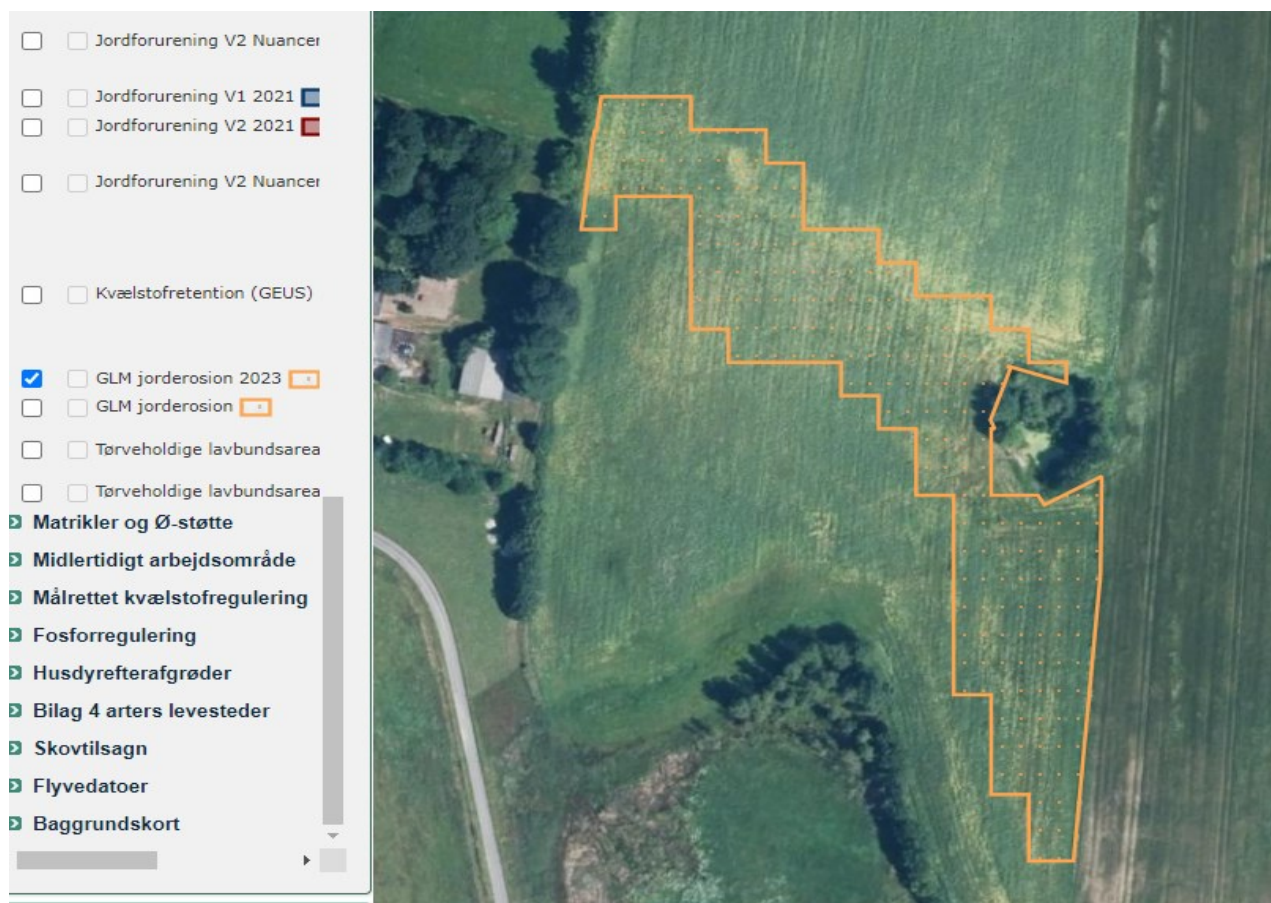 Jordforurening V2 Nuancer
Jordforurening V1 2021
Jordforurening V2 2021
Jordforurening V2 Nuancer
Kvælstofretention (GEUS)
GLM jorderosion 2023
GLM jorderosion
Tørveholdige lavbundsarea
Tørveholdige lavbundsarea
Matrikler og Ø-støtte
Midlertidigt arbejdsområde
Målrettet kvælstofregulering
Fosforregulering
Husdyrefterafgrøder
Bilag 4 arters levesteder
Skovtilsagn
Flyvedatoer
Baggrundskort